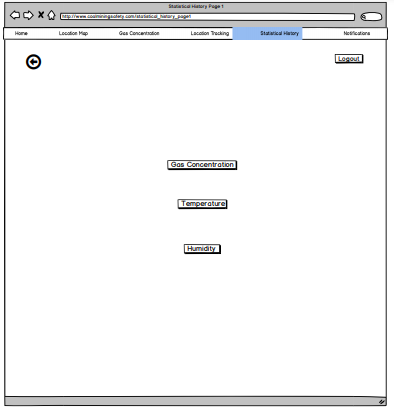 Statistical History Page 1
http://www.coalminingsafety.com/statistical_history_page1
Home Location Map Gas Concentration Location Tracking Statistical History Notifications
Logout
Gas Concentration
Temperature
Humidity